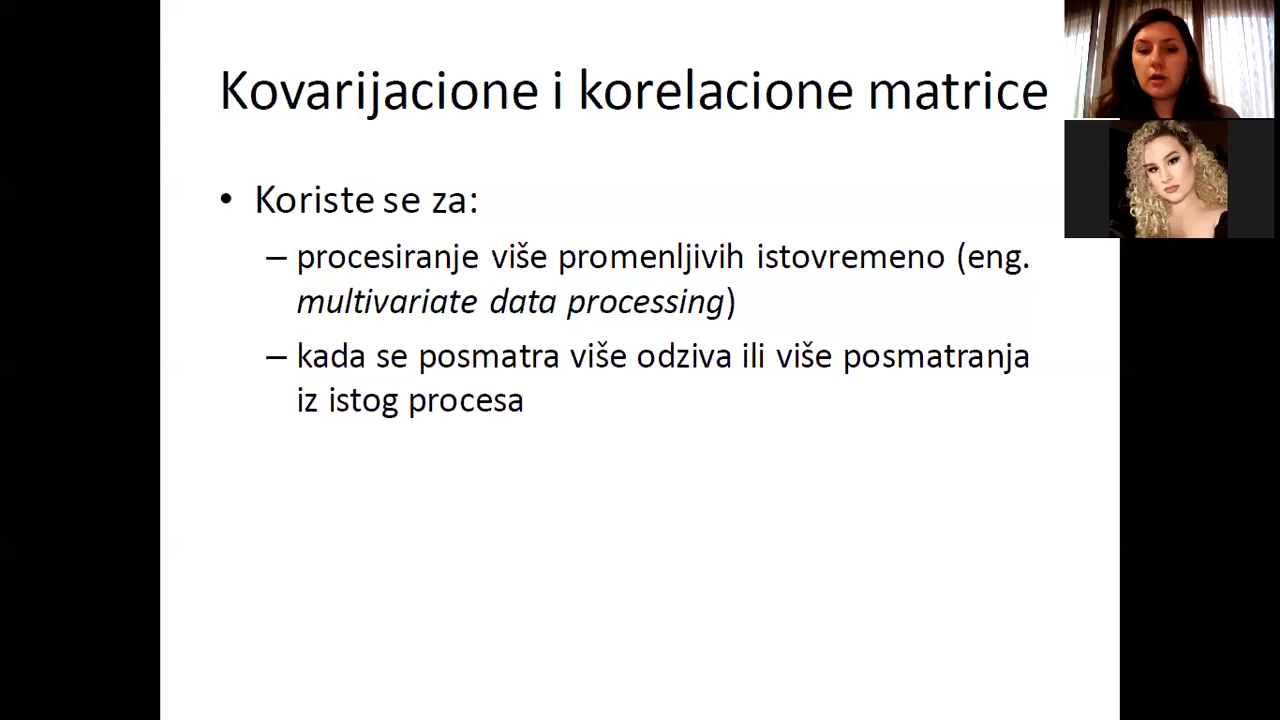 Kovarijacione i korelacione matrice
• Koriste se za:
– procesiranje više promenljivih istovremeno (eng.
multivariate data processing)
– kada se posmatra više odziva ili više posmatranja
iz istog procesa